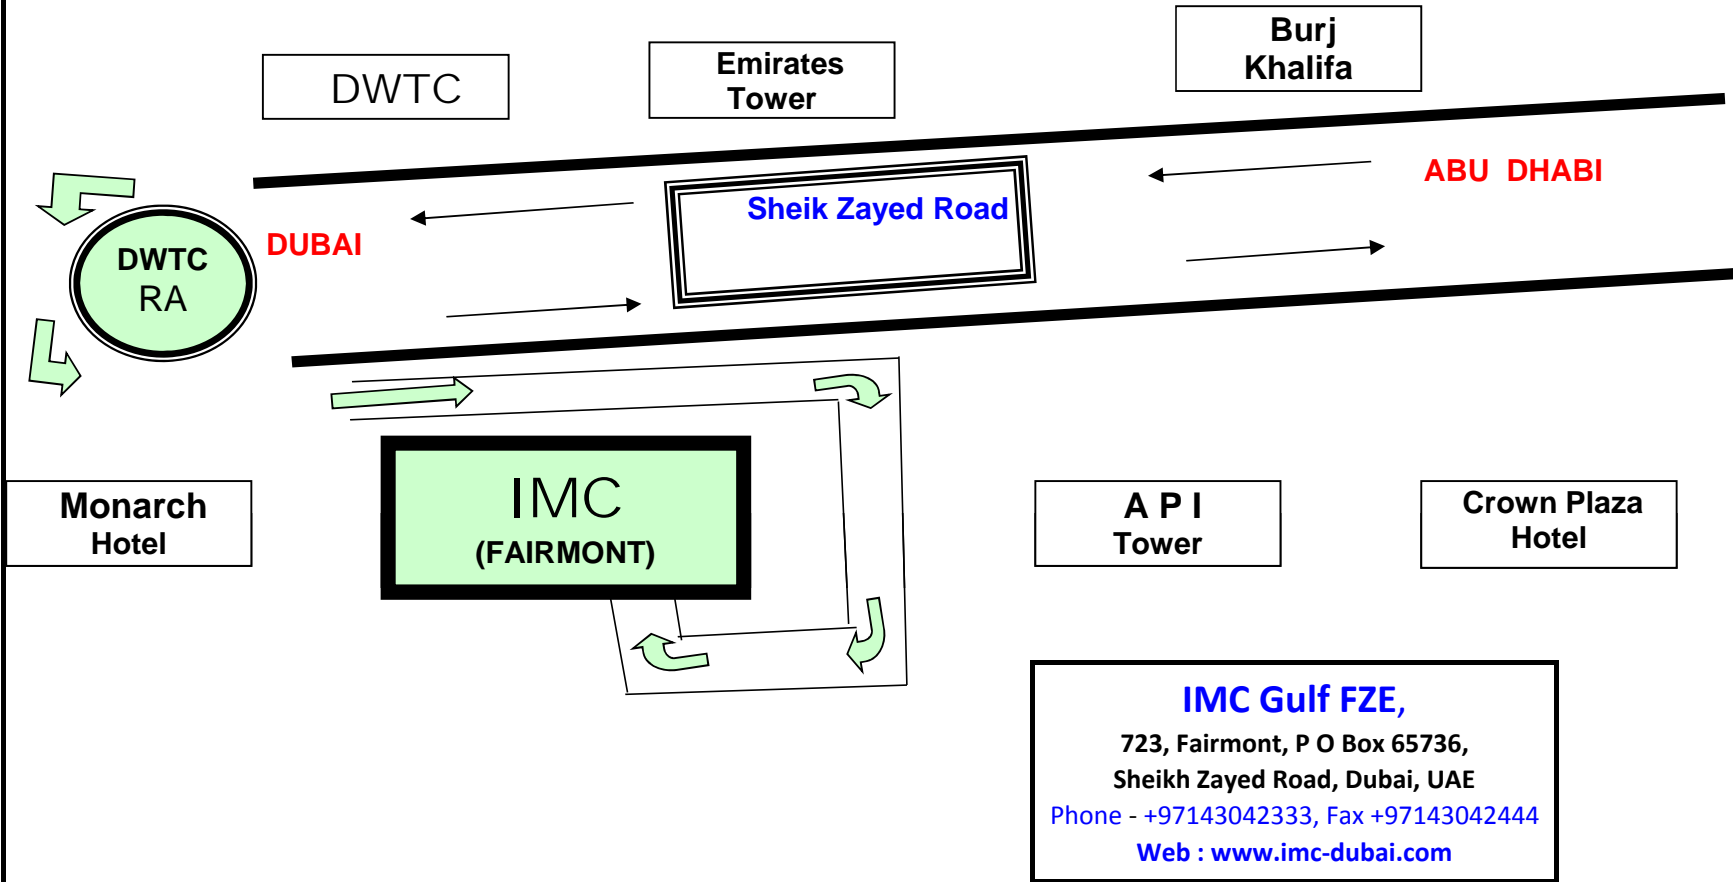 Burj
Khalifa
DWTC
Emirates
Tower
ABU DHABI
Sheik Zayed Road
DUBAI
DWTC
RA
Monarch
Hotel
IMC
(FAIRMONT)
A P I
Tower
Crown Plaza
Hotel
IMC Gulf FZE,
723, Fairmont, P O Box 65736,
Sheikh Zayed Road, Dubai, UAE
Phone - +97143042333, Fax +97143042444
Web : www.imc-dubai.com